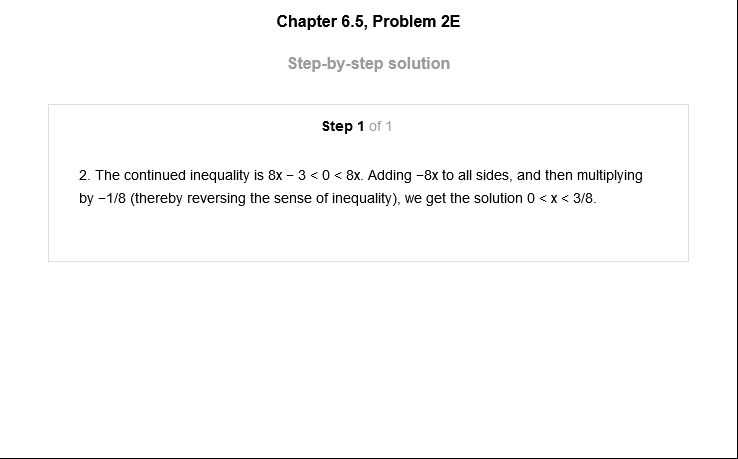 Chapter 6.5, Problem 2E
Step-by-step solution
Step 1 of 1
2. The continued inequality is 8x − 3 < 0 < 8x. Adding −8x to all sides, and then multiplying
by −1/8 (thereby reversing the sense of inequality), we get the solution 0 < x < 3/8.